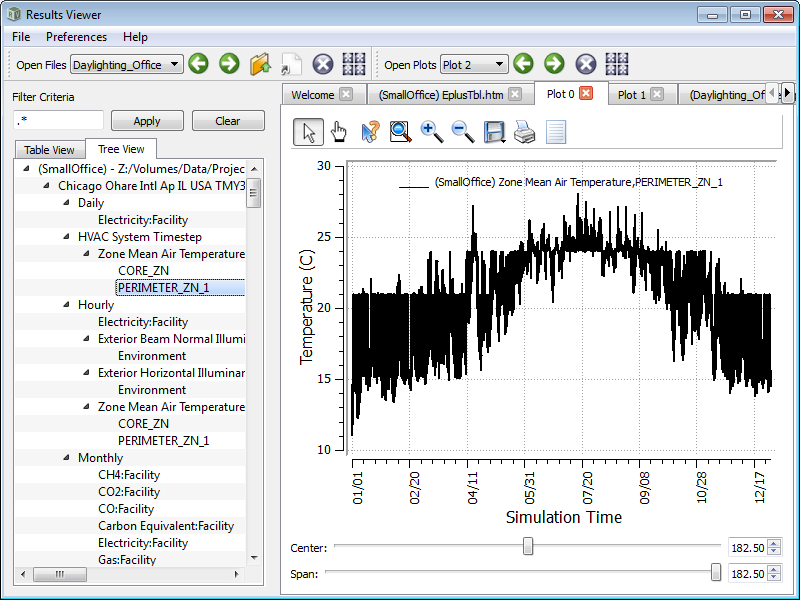 Results Viewer
File Preferences Help
Open Files Daylighting_Office Open Plots Plot 2
Filter Criteria
.*
Apply Clear
Table View Tree View
(SmallOffice) - Z:/Volumes/Data/Projec
Chicago Ohare Intl Ap IL USA TMY3
Daily
Electricity:Facility
HVAC System Timestep
Zone Mean Air Temperature
CORE_ZN
PERIMETER_ZN_1
Hourly
Electricity:Facility
Exterior Beam Normal Illumi
Environment
Exterior Horizontal Illuminar
Environment
Zone Mean Air Temperature
CORE_ZN
PERIMETER_ZN_1
Monthly
CH4:Facility
CO2:Facility
CO:Facility
Carbon Equivalent:Facility
Electricity:Facility
Gas:Facility
Welcome (SmallOffice) EplusTbl.htm Plot 0 Plot 1 (Daylighting_Off
(SmallOffice) Zone Mean Air Temperature,PERIMETER_ZN_1
Temperature (C)
30
25
20
15
10
01/01 02/20 04/11 05/31 07/20 09/08 10/28 12/17
Simulation Time
Center: 182.50
Span: 182.50